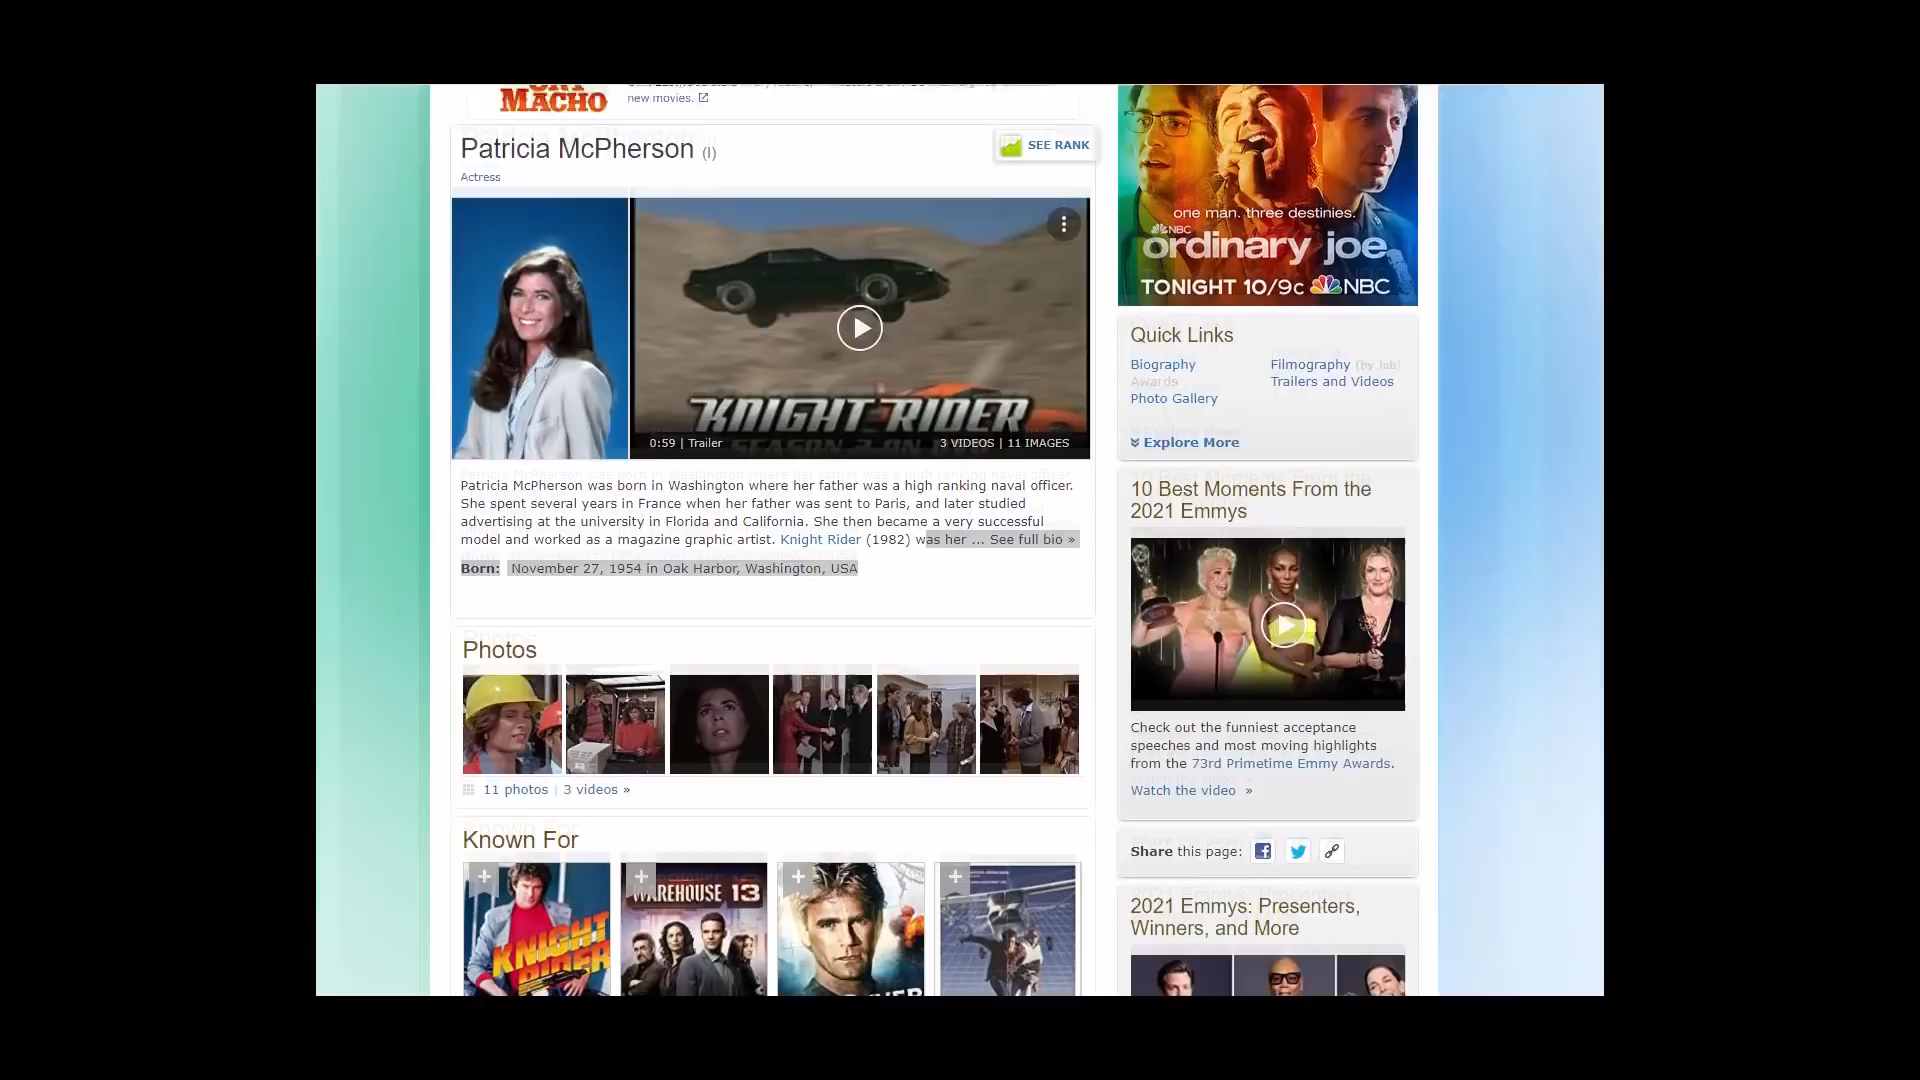 MACHO
new movies.
Patricia McPherson (I)
SEE RANK
Actress
KNIGHT RIDER
0:59 | Trailer
3 VIDEOS | 11 IMAGES
Patricia McPherson was born in Washington where her father was a high ranking naval officer.
She spent several years in France when her father was sent to Paris, and later studied
advertising at the university in Florida and California. She then became a very successful
model and worked as a magazine graphic artist. Knight Rider (1982) was her ... See full bio »
Born: November 27, 1954 in Oak Harbor, Washington, USA
Photos
11 photos | 3 videos »
Known For
KNIGHT
RIDER
WAREHOUSE 13
one man. three destinies.
NBC
ordinary joe
TONIGHT 10/9c NBC
Quick Links
Biography
Filmography (by Job)
Awards
Trailers and Videos
Photo Gallery
Explore More
10 Best Moments From the
2021 Emmys
Check out the funniest acceptance
speeches and most moving highlights
from the 73rd Primetime Emmy Awards.
Watch the video »
Share this page:
2021 Emmys: Presenters,
Winners, and More